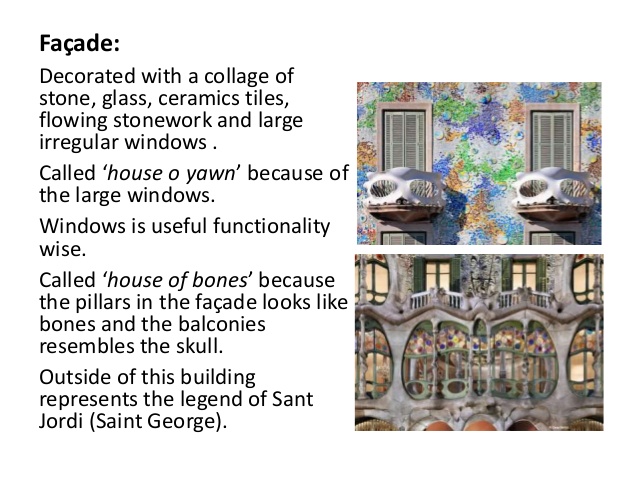 Façade:
Decorated with a collage of
stone, glass, ceramics tiles,
flowing stonework and large
irregular windows .
Called ‘house o yawn’ because of
the large windows.
Windows is useful functionality
wise.
Called ‘house of bones’ because
the pillars in the façade looks like
bones and the balconies
resembles the skull.
Outside of this building
represents the legend of Sant
Jordi (Saint George).